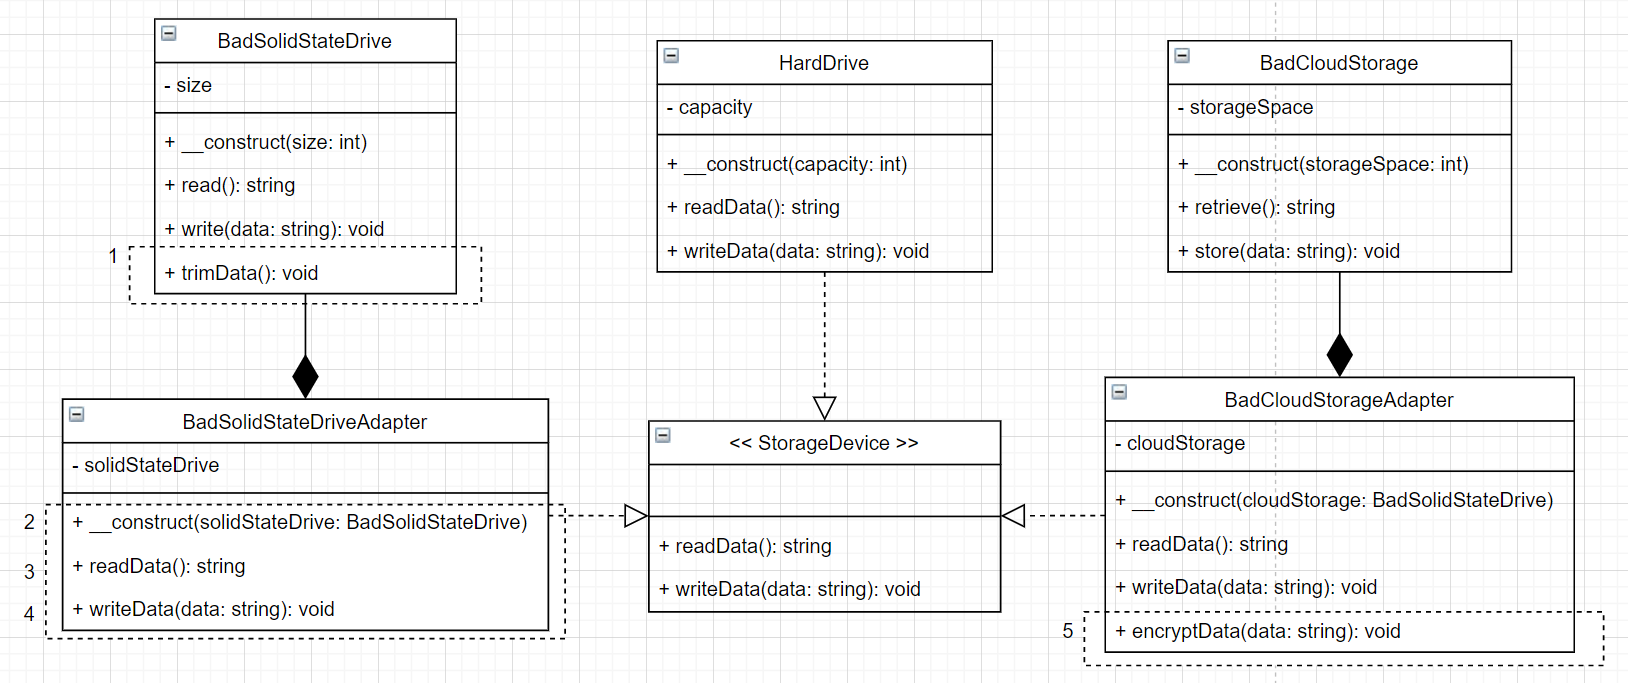 BadSolidStateDrive
- size
+ __construct(size: int)
+ read(): string
+ write(data: string): void
1
+ trimData(): void
HardDrive
- capacity
+ __construct(capacity: int)
+ readData(): string
+ writeData(data: string): void
BadCloudStorage
- storageSpace
+ __construct(storageSpace: int)
+ retrieve(): string
+ store(data: string): void
BadSolidStateDriveAdapter
- solidStateDrive
2
+ __construct(solidStateDrive: BadSolidStateDrive)
3
+ readData(): string
4
+ writeData(data: string): void
<< StorageDevice >>
+ readData(): string
+ writeData(data: string): void
BadCloudStorageAdapter
- cloudStorage
+ __construct(cloudStorage: BadSolidStateDrive)
+ readData(): string
+ writeData(data: string): void
5
+ encryptData(data: string): void